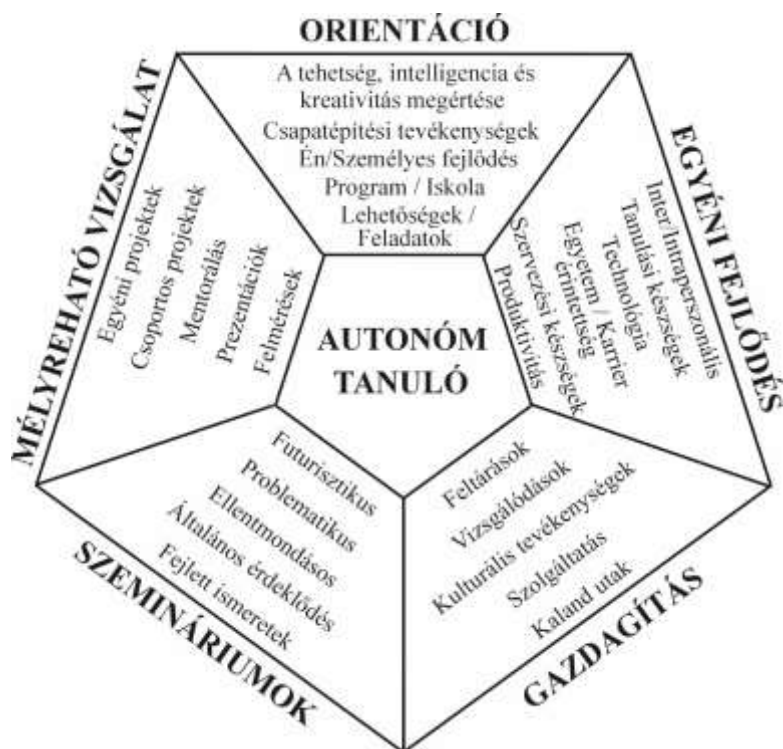 ORIENTÁCIÓ
A tehetség, intelligencia és
kreativitás megértése
Csapatépítési tevékenységek
Én/Személyes fejlődés
Program / Iskola
Lehetőségek /
Feladatok
EGYÉNI FEJLŐDÉS
Inter/Intraperszonális
Tanulási készségek
Technológia
Egyetem / Karrier
érintettség
Szervezési készségek
Produktivitás
GAZDAGÍTÁS
Feltárások
Vizsgálódások
Kulturális tevékenységek
Szolgáltatás
Kaland utak
SZEMINÁRIUMOK
Futurisztikus
Problematikus
Ellentmondásos
Általános érdeklődés
Fejlett ismeretek
MÉLYREHATÓ VIZSGÁLAT
Egyéni projektek
Csoportos projektek
Mentorálás
Prezentációk
Felmérések
AUTONÓM
TANULÓ